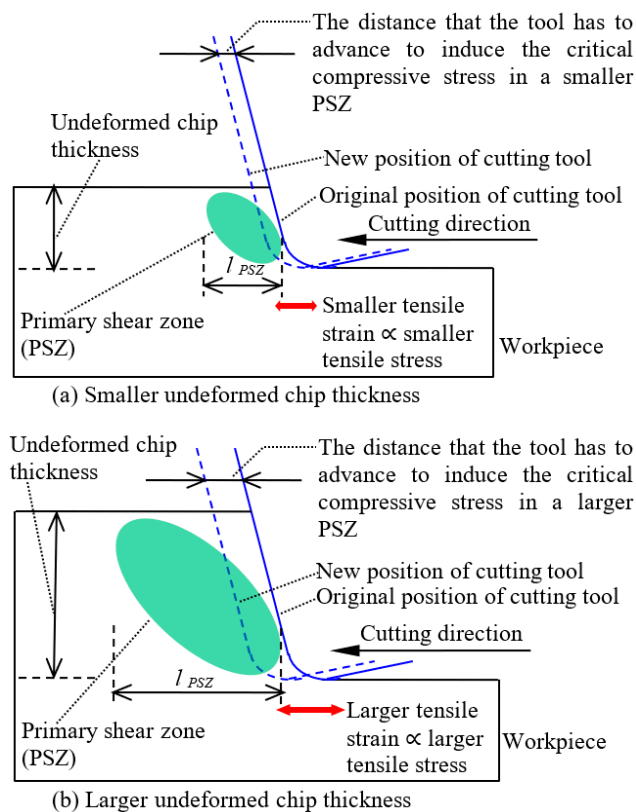 The distance that the tool has to
advance to induce the critical
compressive stress in a smaller
PSZ
Undeformed chip
thickness
New position of cutting tool
Original position of cutting tool
Cutting direction
l PSZ
Primary shear zone
(PSZ)
Smaller tensile
strain ∝ smaller
tensile stress
Workpiece
(a) Smaller undeformed chip thickness
Undeformed chip
thickness
The distance that the tool has to
advance to induce the critical
compressive stress in a larger
PSZ
New position of cutting tool
Original position of cutting tool
Cutting direction
l PSZ
Primary shear zone
(PSZ)
Larger tensile
strain ∝ larger
tensile stress
Workpiece
(b) Larger undeformed chip thickness